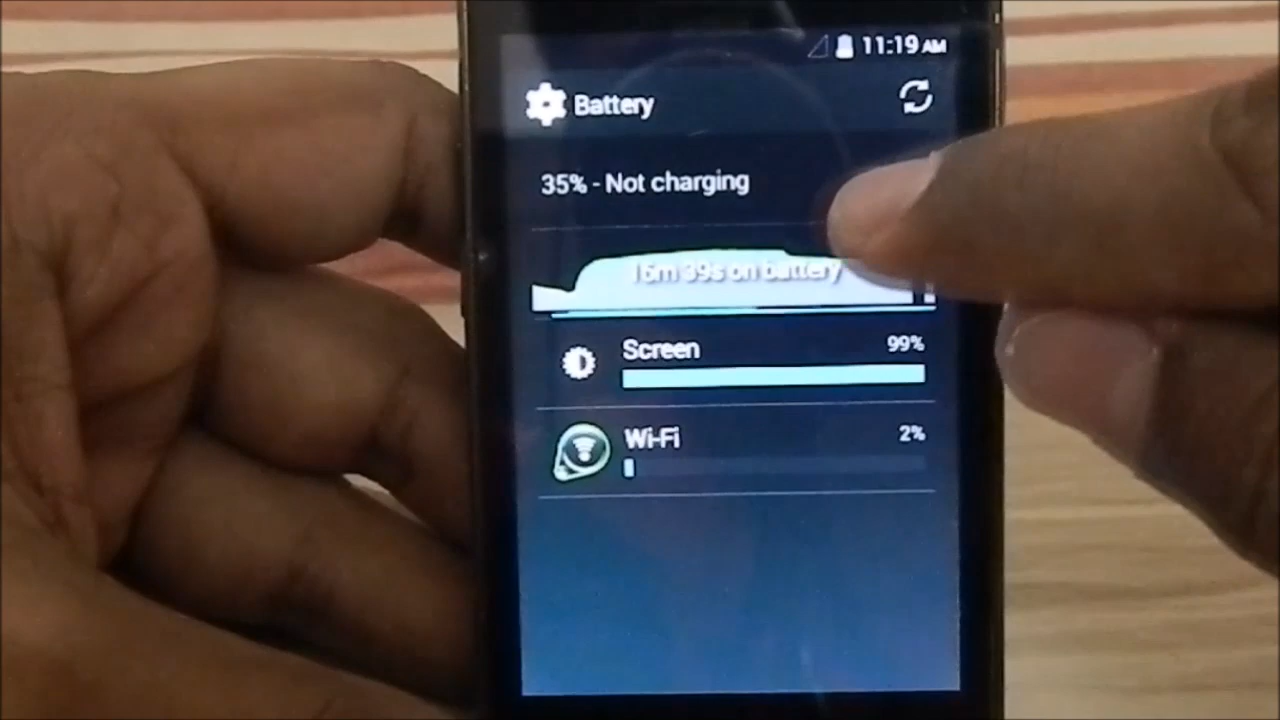 11:19 AM
Battery
35% - Not charging
16m 39s on battery
Screen 99%
Wi-Fi 2%